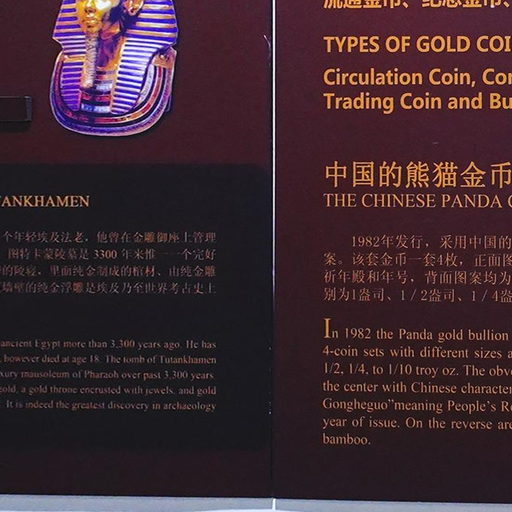 TANKHAMEN
个年轻埃及法老，他曾在金雕御座上管理
图特卡蒙陵墓是 3300 年来惟一一个完好
的陵寝，里面纯金制成的棺材、由纯金雕
墙壁的纯金浮雕是埃及乃至世界考古史上
ancient Egypt more than 3,300 years ago. He has
however died at age 18. The tomb of Tutankhamen
xury mausoleum of Pharaoh over past 3,300 years.
gold, a gold throne encrusted with jewels, and gold
It is indeed the greatest discovery in archaeology
流通金币、纪念金币、
TYPES OF GOLD COI
Circulation Coin, Co
Trading Coin and Bu
中国的熊猫金币
THE CHINESE PANDA
1982年发行，采用中国的
案。该套金币一套4枚，正面图
祈年殿和年号，背面图案均为
别为1盎司、1/2盎司、1/4盎
In 1982 the Panda gold bullion
4-coin sets with different sizes a
1/2, 1/4, to 1/10 troy oz. The obv
the center with Chinese character
Gongheguo”meaning People’s Re
year of issue. On the reverse are
bamboo.